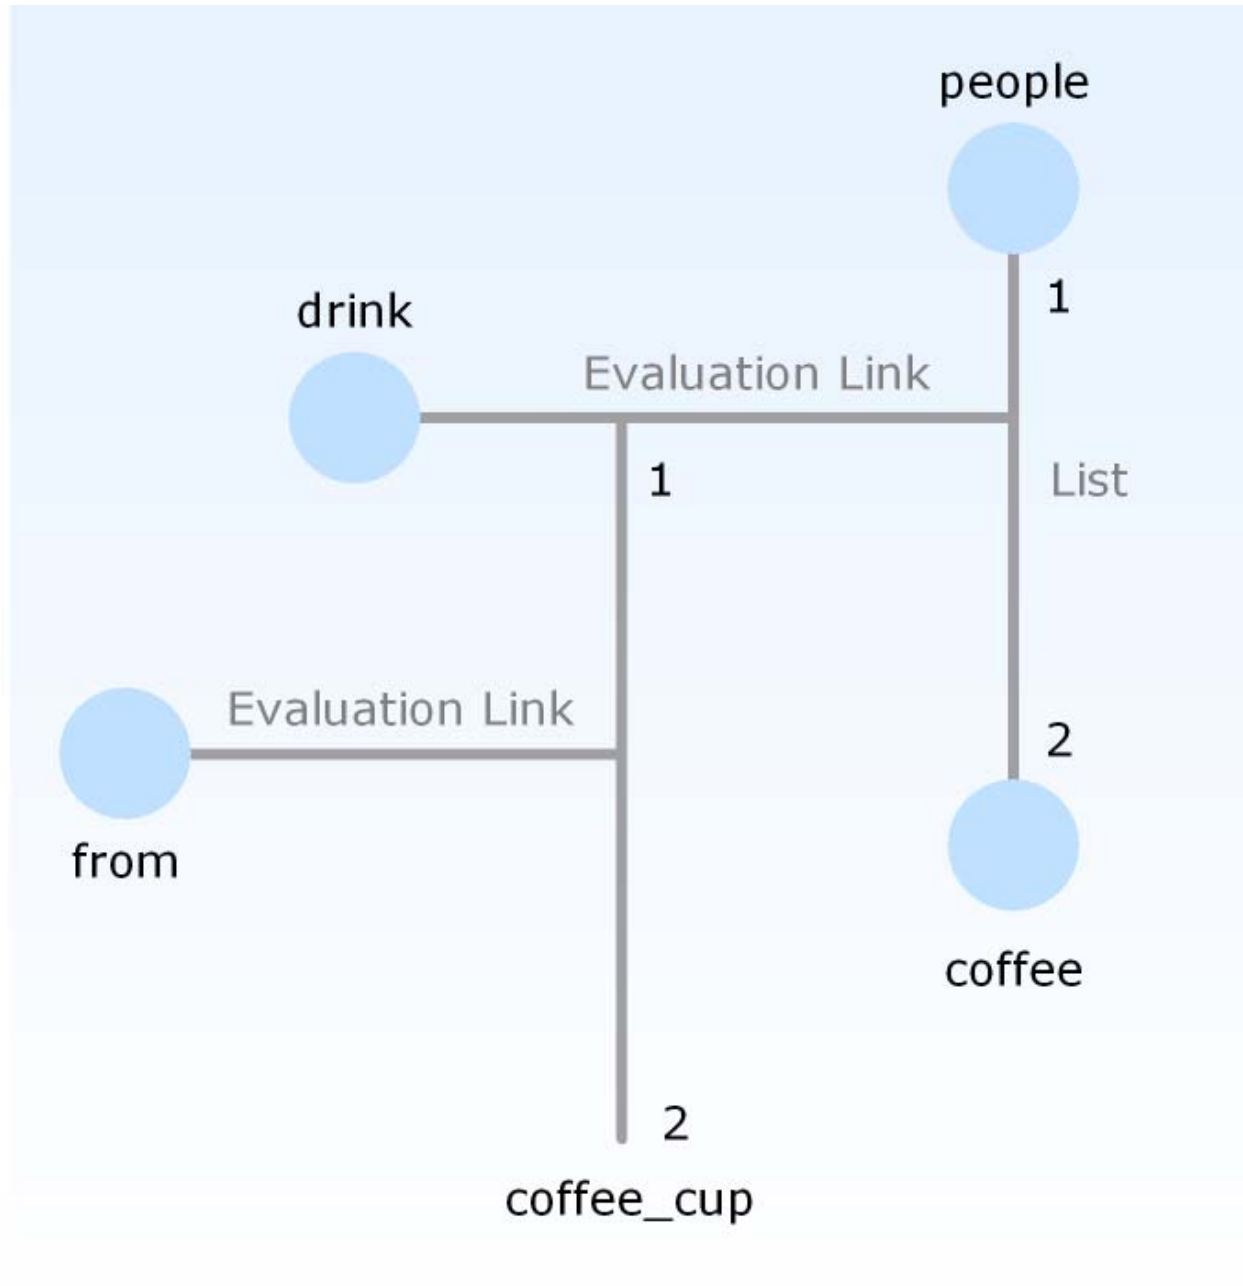 people
1
drink
Evaluation Link
1
List
Evaluation Link
2
from
coffee
2
coffee_cup